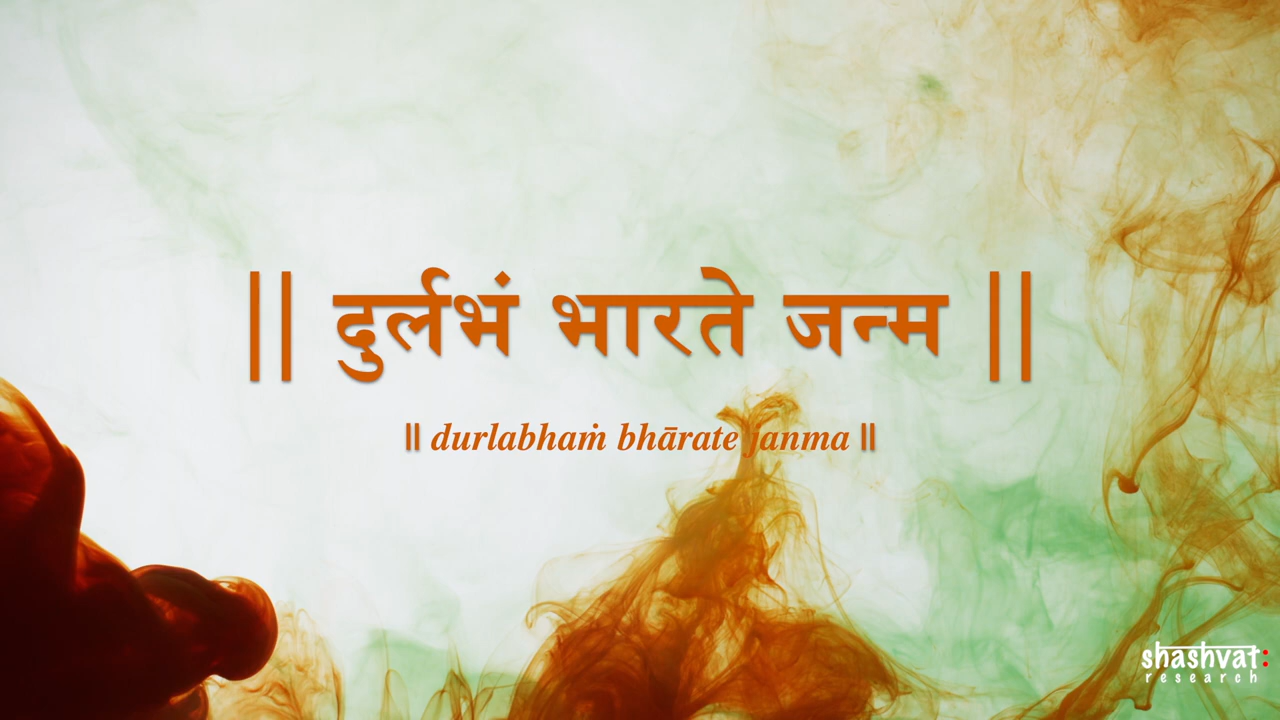 || दुर्लभं भारते जन्म ||
|| durlabhaṁ bhārate janma ||
shashvat:
research